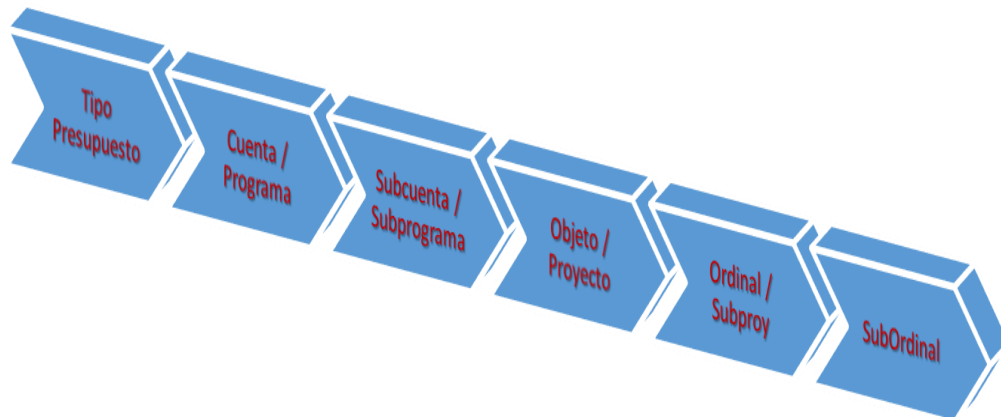 Tipo
Presupuesto
Cuenta /
Programa
Subcuenta /
Subprograma
Objeto /
Proyecto
Ordinal /
Subproy
SubOrdinal